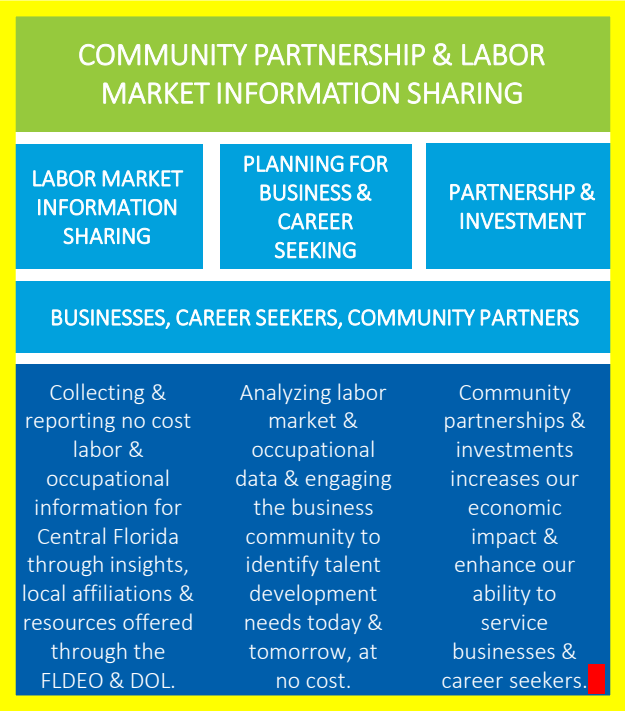 COMMUNITY PARTNERSHIP & LABOR
MARKET INFORMATION SHARING
LABOR MARKET
INFORMATION
SHARING
PLANNING FOR
BUSINESS &
CAREER
SEEKING
PARTNERSHP &
INVESTMENT
BUSINESSES, CAREER SEEKERS, COMMUNITY PARTNERS
Collecting &
reporting no cost
labor &
occupational
information for
Central Florida
through insights,
local affiliations &
resources offered
through the
FLDEO & DOL.
Analyzing labor
market &
occupational
data & engaging
the business
community to
identify talent
development
needs today &
tomorrow, at
no cost.
Community
partnerships &
investments
increases our
economic
impact &
enhance our
ability to
service
businesses &
career seekers.